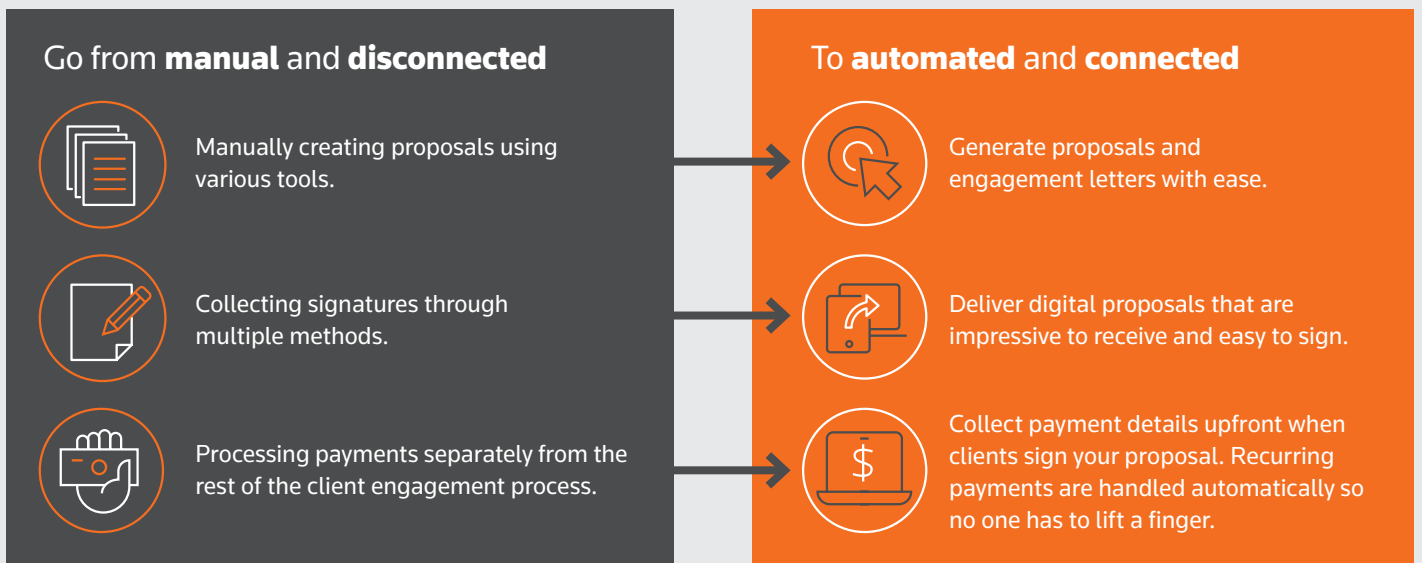 Go from manual and disconnected
Manually creating proposals using
various tools.
Collecting signatures through
multiple methods.
Processing payments separately from the
rest of the client engagement process.
To automated and connected
Generate proposals and
engagement letters with ease.
Deliver digital proposals that are
impressive to receive and easy to sign.
$
Collect payment details upfront when
clients sign your proposal. Recurring
payments are handled automatically so
no one has to lift a finger.